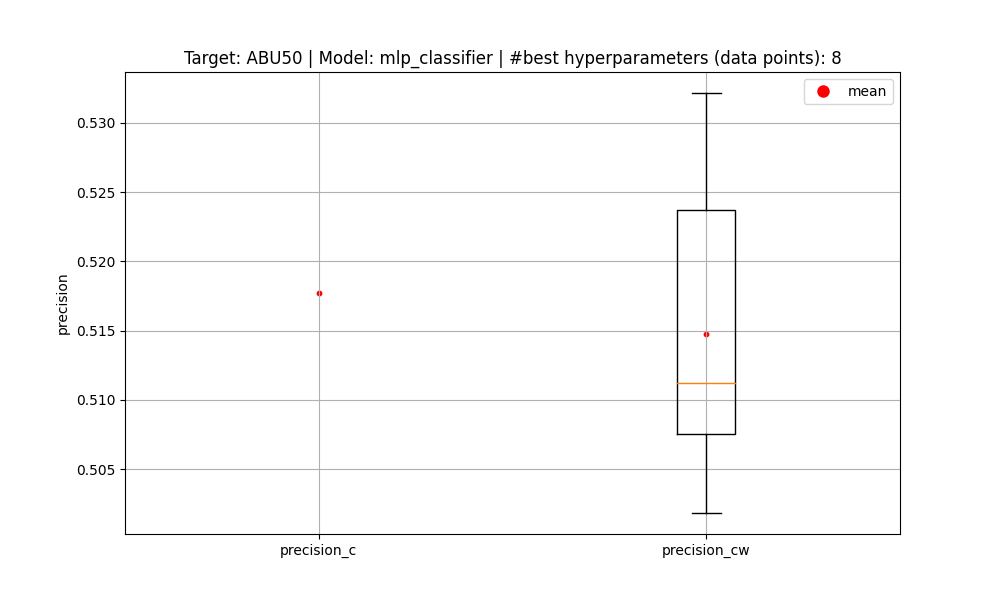 Target: ABU50 | Model: mlp_classifier | #best hyperparameters (data points): 8
mean
0.530
0.525
0.520
0.515
0.510
0.505
precision
precision_c
precision_cw